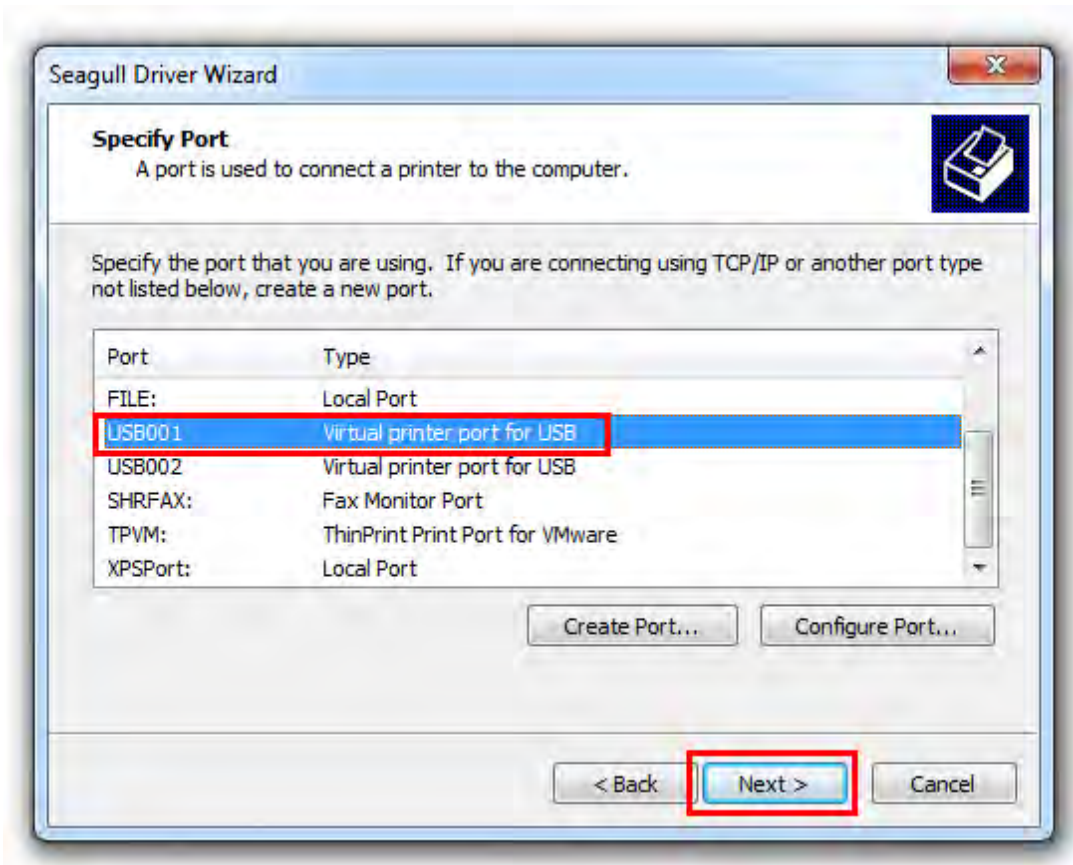 Seagull Driver Wizard
Specify Port
A port is used to connect a printer to the computer.
Specify the port that you are using. If you are connecting using TCP/IP or another port type
not listed below, create a new port.
Port Type
FILE: Local Port
USB001 Virtual printer port for USB
USB002 Virtual printer port for USB
SHRFAX: Fax Monitor Port
TPVM: ThinPrint Print Port for VMware
XPSPort: Local Port
Create Port... Configure Port...
< Back Next > Cancel